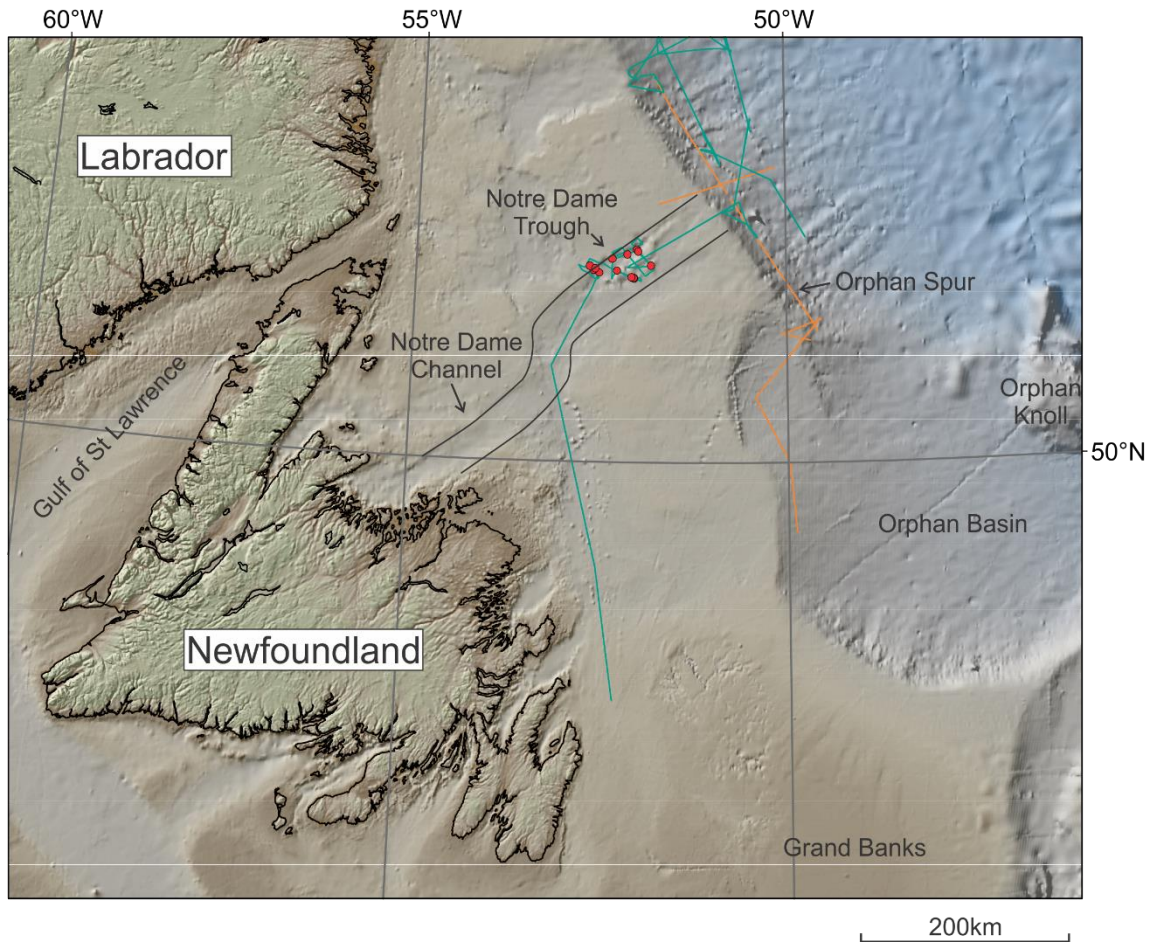 60°W
55°W
50°W
Labrador
Notre Dame
Trough
Orphan Spur
Notre Dame
Channel
Orphan
Knoll
Gulf of St Lawrence
50°N
Orphan Basin
Newfoundland
Grand Banks
200km